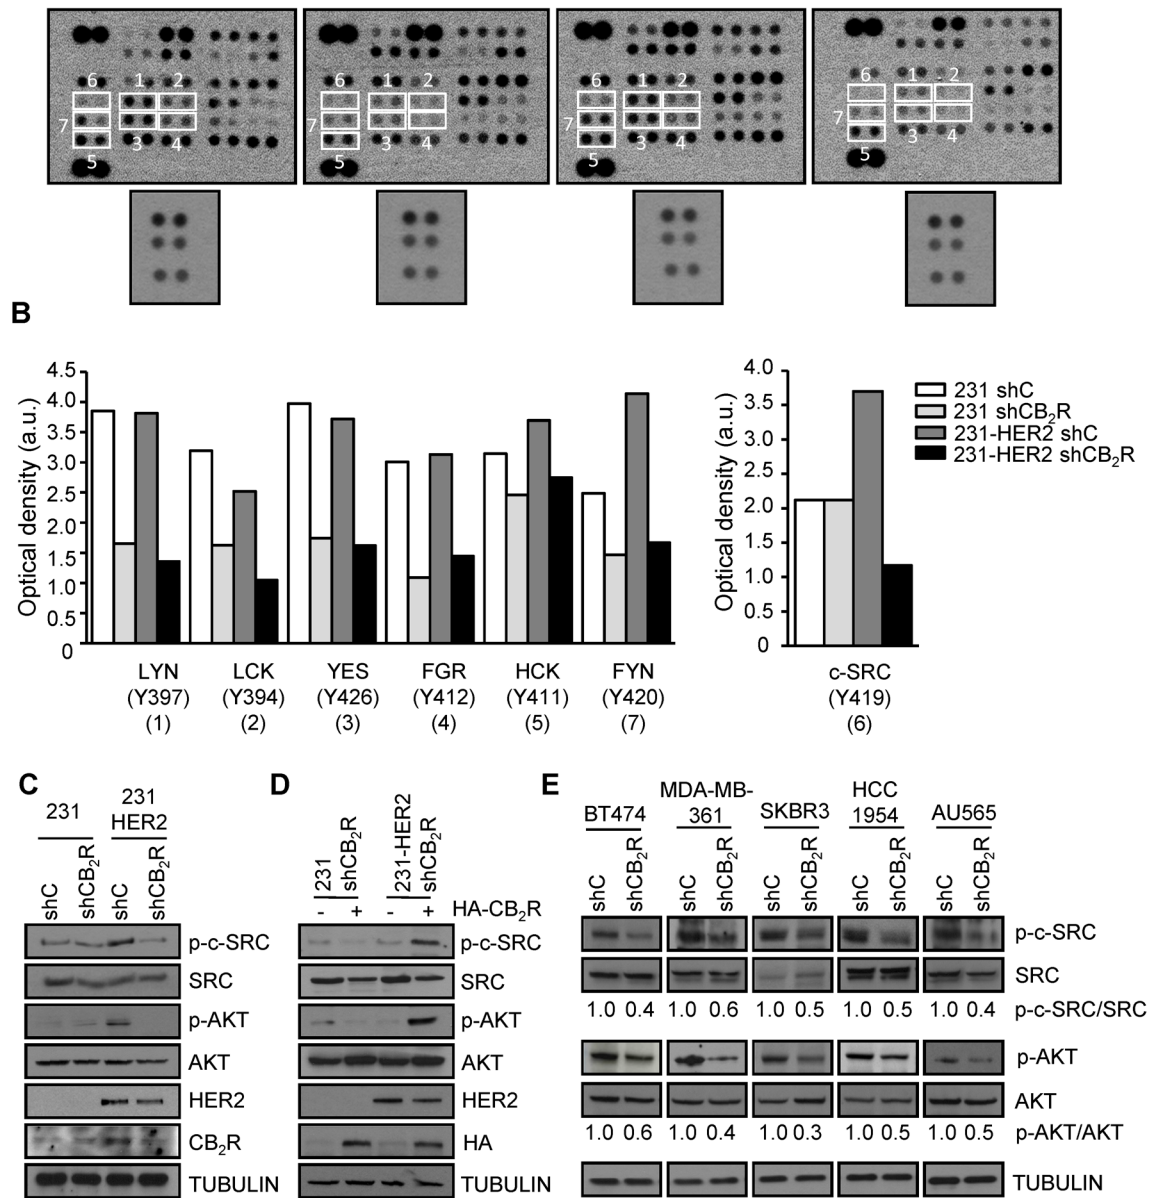 6 1 2
7
3 4
5
6 1 2
7
3 4
5
6 1 2
7
3 4
5
6 1 2
7
3 4
5
B
Optical density (a.u.)
4.5
4.0
3.5
3.0
2.5
2.0
1.5
1.0
0.5
0
LYN LCK YES FGR HCK FYN
(Y397) (Y394) (Y426) (Y412) (Y411) (Y420)
(1) (2) (3) (4) (5) (7)
Optical density (a.u.)
4.0
3.5
3.0
2.5
2.0
1.5
1.0
0.5
0
c-SRC
(Y419)
(6)
231 shC
231 shCB₂R
231-HER2 shC
231-HER2 shCB₂R
C
231 231
HER2
shC shCB₂R shC shCB₂R
p-c-SRC
SRC
p-AKT
AKT
HER2
CB₂R
TUBULIN
D
231
shCB₂R
231-HER2
shCB₂R
- + - + HA-CB₂R
p-c-SRC
SRC
p-AKT
AKT
HER2
HA
TUBULIN
E
BT474 MDA-MB-361 SKBR3 HCC 1954 AU565
shC shCB₂R shC shCB₂R shC shCB₂R shC shCB₂R shC shCB₂R
p-c-SRC
SRC
1.0 0.4 1.0 0.6 1.0 0.5 1.0 0.5 1.0 0.4 p-c-SRC/SRC
p-AKT
AKT
1.0 0.6 1.0 0.4 1.0 0.3 1.0 0.5 1.0 0.5 p-AKT/AKT
TUBULIN